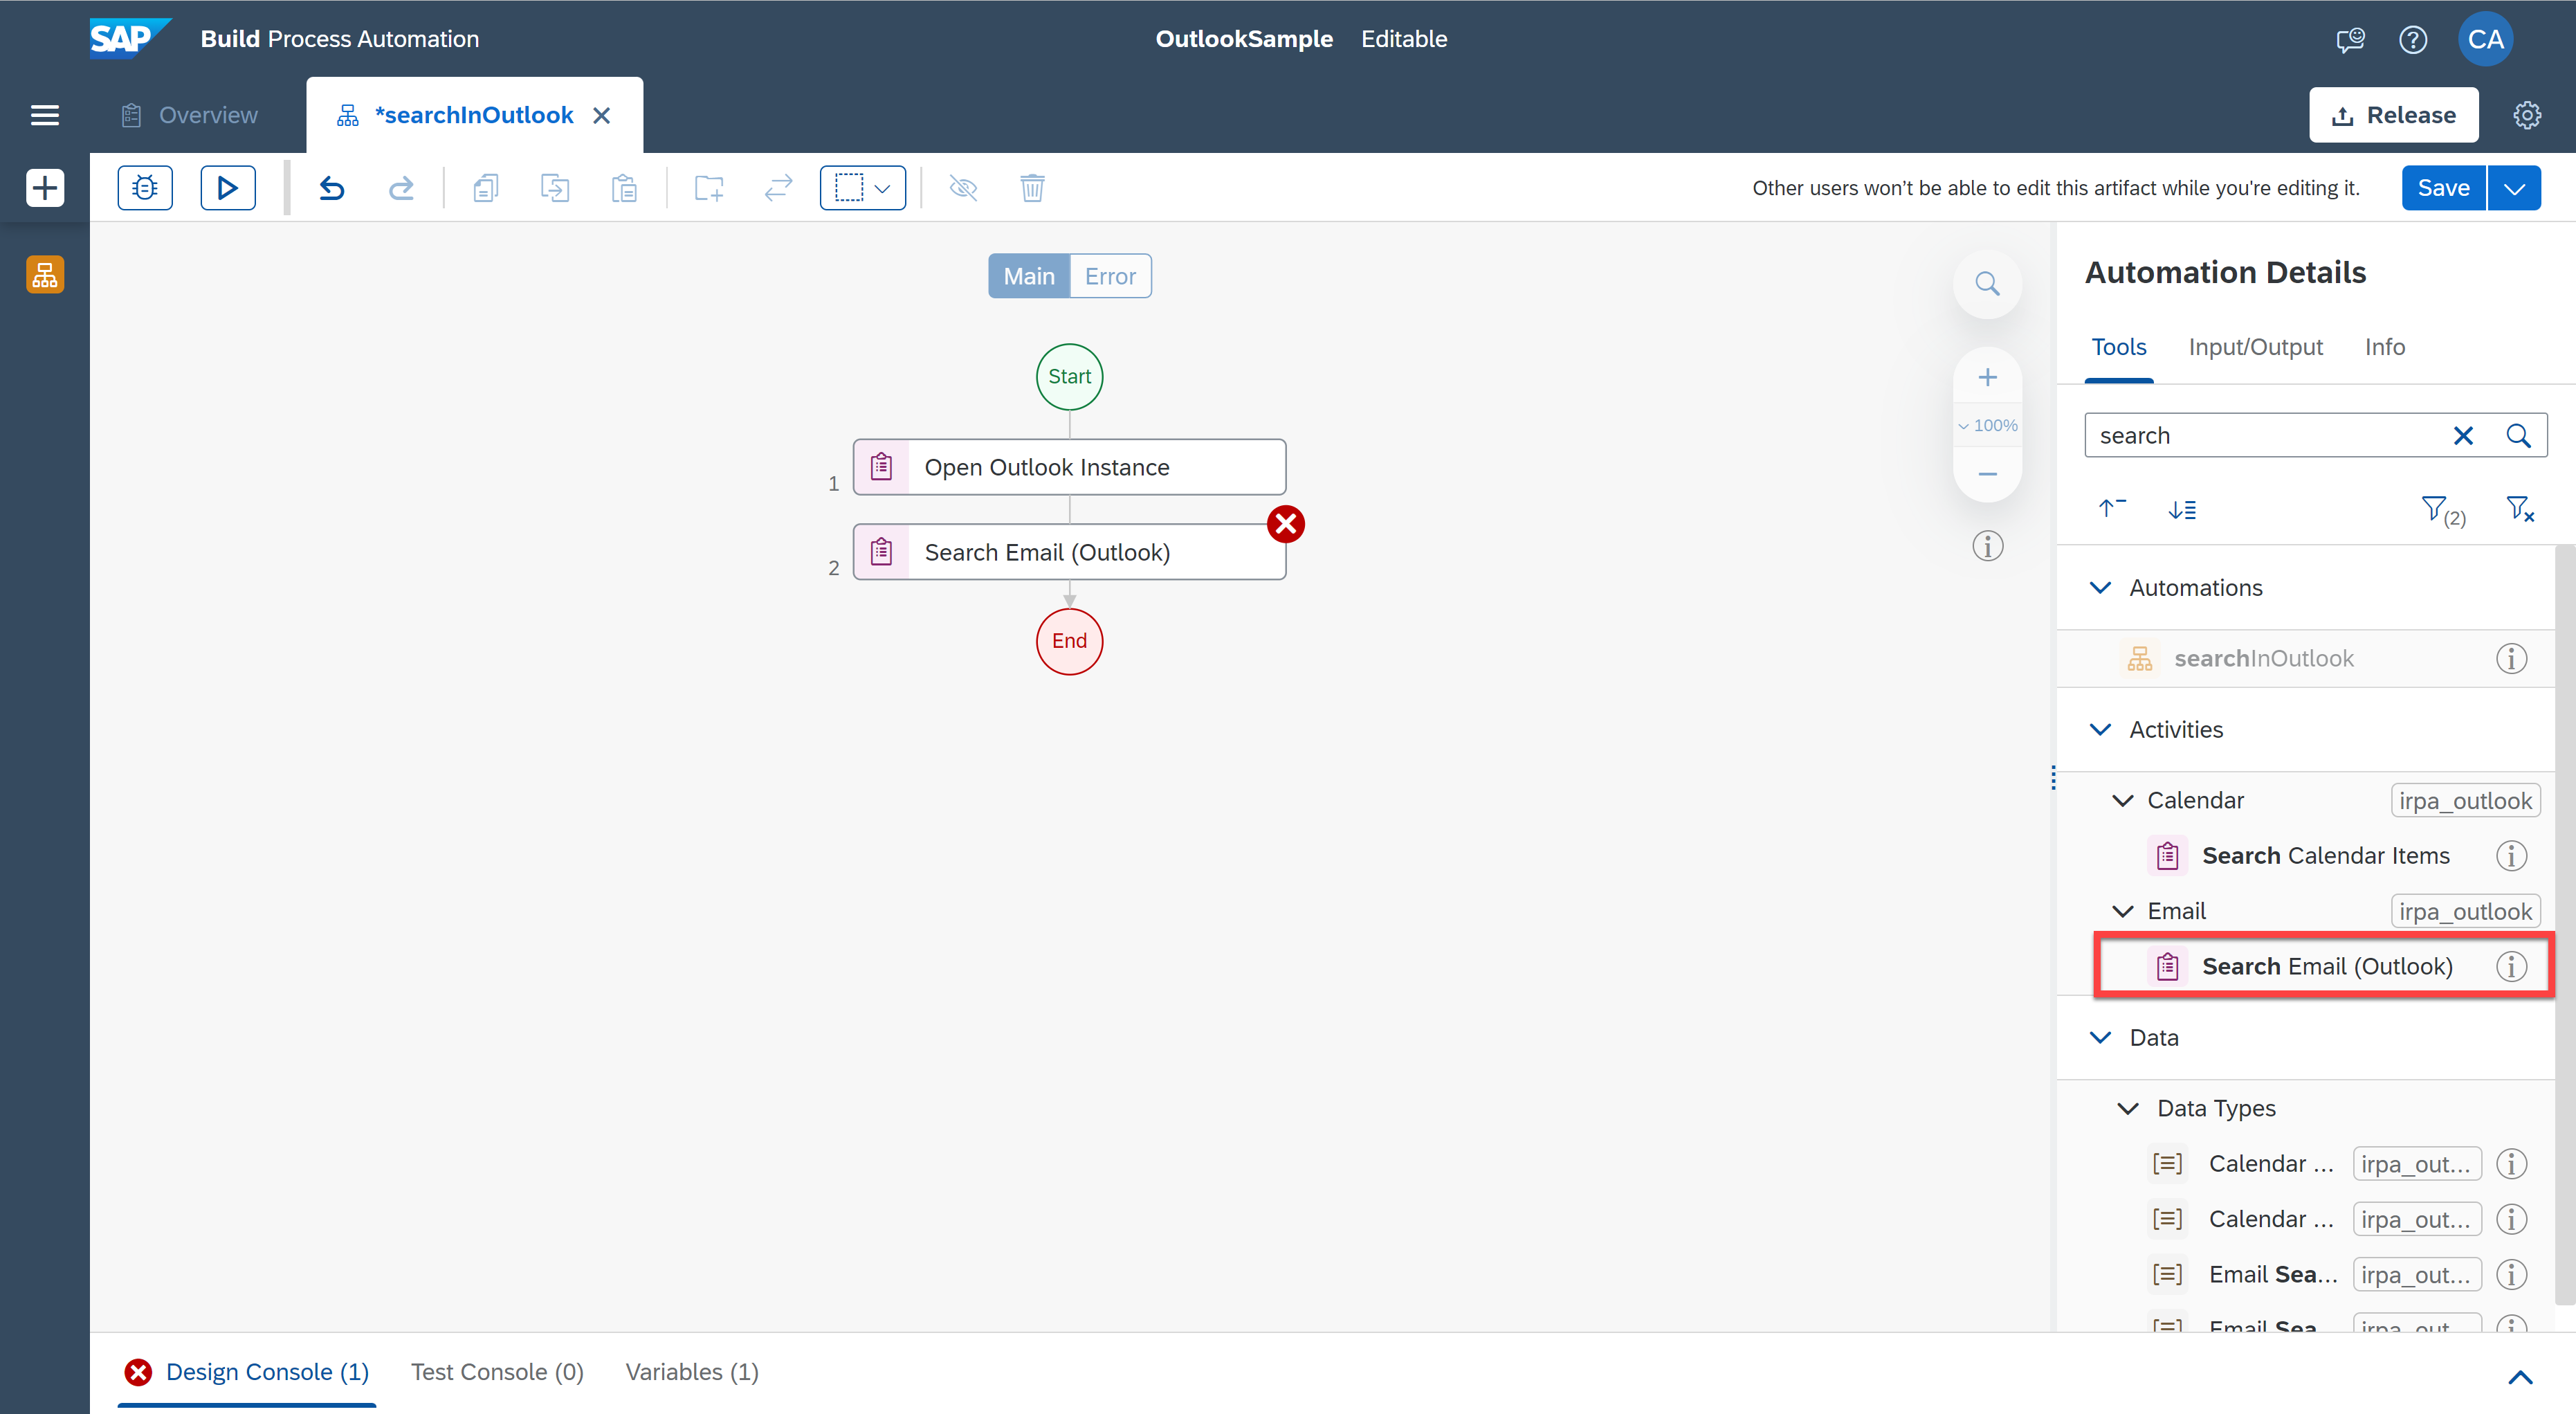 SAP Build Process Automation
OutlookSample Editable
CA
Overview
*searchInOutlook
Release
Other users won't be able to edit this artifact while you're editing it.
Save
Main Error
Start
1 Open Outlook Instance
2 Search Email (Outlook)
End
100%
Automation Details
Tools Input/Output Info
search
(2)
Automations
searchInOutlook
Activities
Calendar irpa_outlook
Search Calendar Items
Email irpa_outlook
Search Email (Outlook)
Data
Data Types
Calendar ... irpa_out...
Calendar ... irpa_out...
Email Sea... irpa_out...
Email Sea irpa out
Design Console (1) Test Console (0) Variables (1)